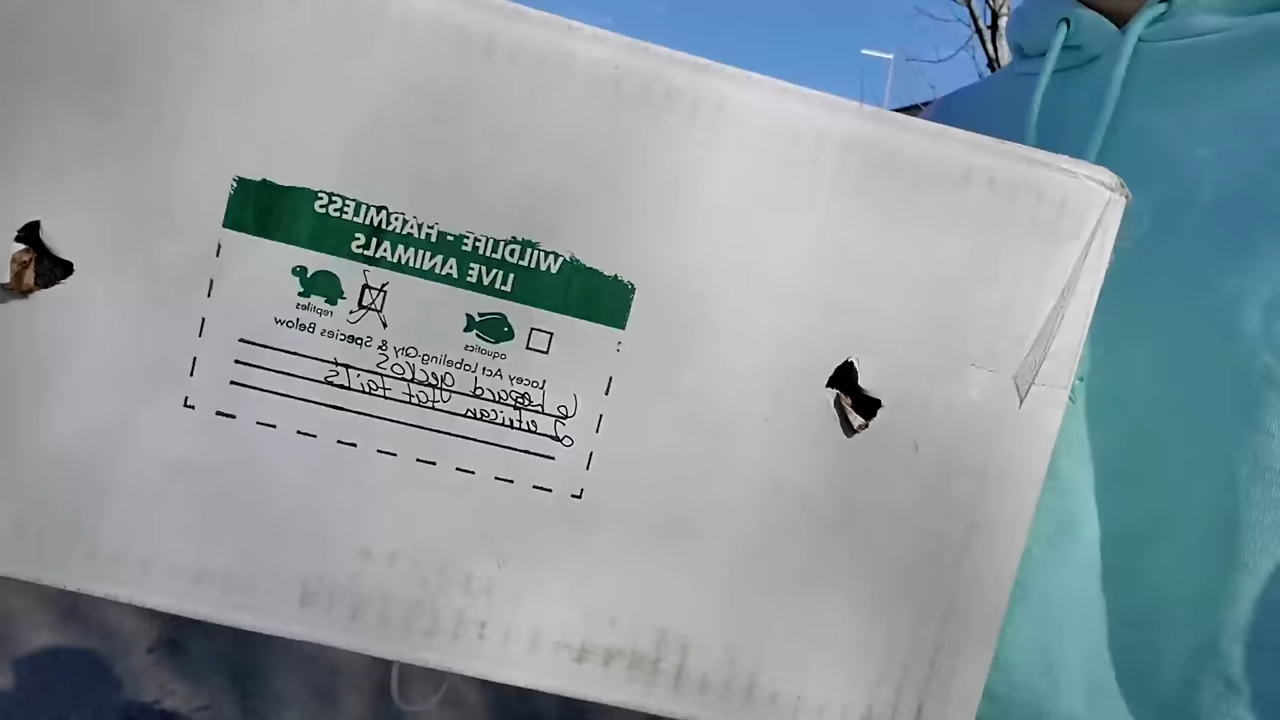 WILDLIFE - HARMLESS
LIVE ANIMALS
aquatics
reptiles
Lacey Act Labeling-Qty & Species Below
6 leopard geckos
2 african fat tails